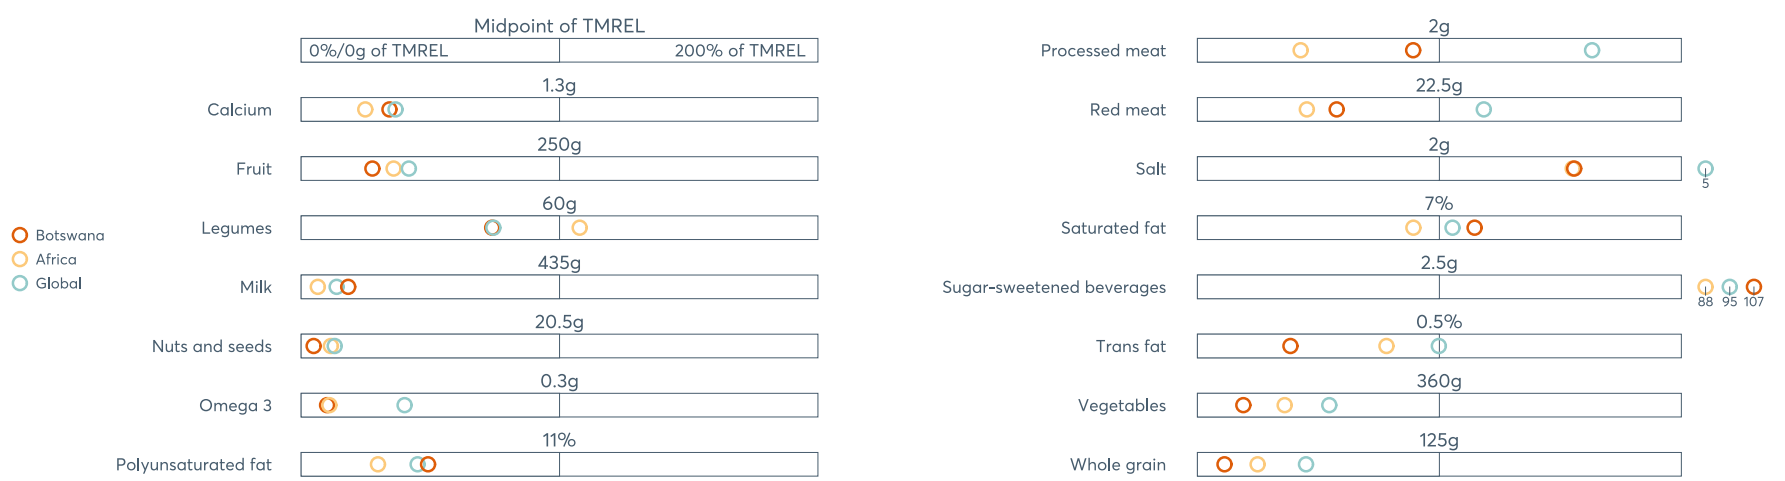 Midpoint of TMREL
0%/0g of TMREL 200% of TMREL
1.3g
Calcium
250g
Fruit
60g
Legumes
435g
Milk
20.5g
Nuts and seeds
0.3g
Omega 3
11%
Polyunsaturated fat
Botswana
Africa
Global
2g
Processed meat
22.5g
Red meat
2g
Salt
5
7%
Saturated fat
2.5g
Sugar-sweetened beverages
88 95 107
0.5%
Trans fat
360g
Vegetables
125g
Whole grain